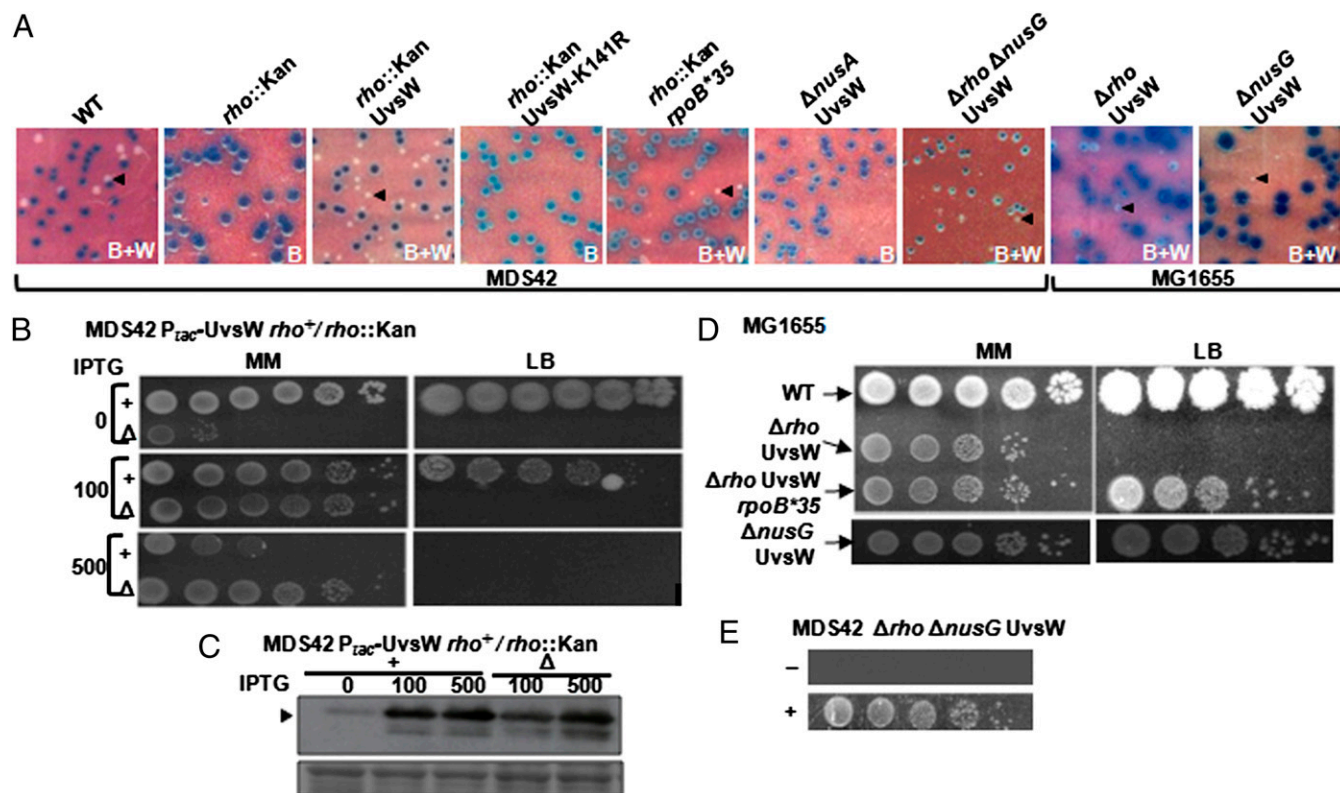 A
WT
rho::Kan
rho::Kan
UvsW
rho::Kan
UvsW-K141R
rho::Kan
rpoB*35
ΔnusA
UvsW
Δrho ΔnusG
UvsW
Δrho
UvsW
ΔnusG
UvsW
B+W
B
B+W
B
B+W
B
B+W
B+W
B+W
MDS42
MG1655
B
MDS42 Ptac-UvsW rho+/rho::Kan
IPTG
MM
LB
0
+
Δ
100
+
Δ
500
+
Δ
C
MDS42 Ptac-UvsW rho+/rho::Kan
+
Δ
IPTG
0
100
500
100
500
D
MG1655
MM
LB
WT
Δrho
UvsW
Δrho UvsW
rpoB*35
ΔnusG
UvsW
E
MDS42 Δrho ΔnusG UvsW
–
+